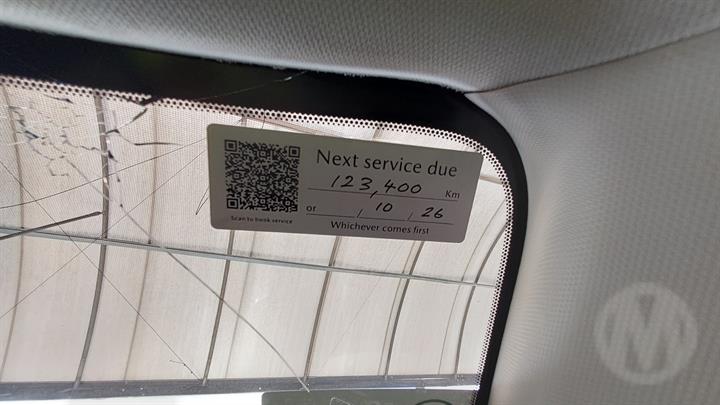 Next service due
123,400 Km
or / 10 / 26
Whichever comes first
Scan to book service
M